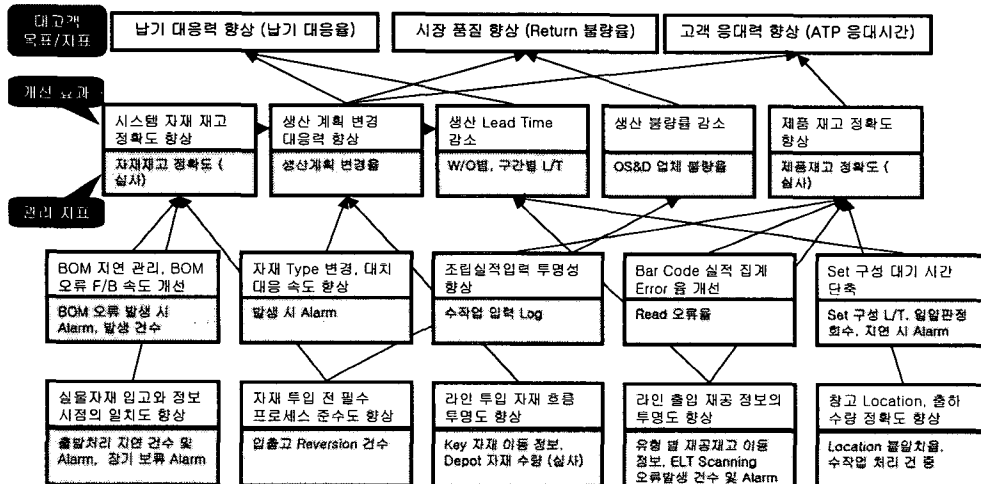 대고객
목표/지표
납기 대응력 향상 (납기 대응율)
시장 품질 향상 (Return 불량율)
고객 응대력 향상 (ATP 응대시간)
개선 효과
시스템 자재 재고
정확도 향상
자재재고 정확도 (
실사)
생산 계획 변경
대응력 향상
생산계획 변경율
생산 Lead Time
감소
W/O별, 구간별 L/T
생산 불량률 감소
OS&D 업체 불량율
제품 재고 정확도
향상
제품재고 정확도 (
실사)
관리 지표
BOM 지연 관리, BOM
오류 F/B 속도 개선
BOM 오류 발생 시
Alarm, 발생 건수
자재 Type 변경, 대치
대응 속도 향상
발생 시 Alarm
조립실적입력 투명성
향상
수작업 입력 Log
Bar Code 실적 집계
Error 율 개선
Read 오류율
Set 구성 대기 시간
단축
Set 구성 L/T, 일일판정
회수, 지연 시 Alarm
실물자재 입고와 정보
시점의 일치도 향상
출발처리 지연 건수 및
Alarm, 장기 보류 Alarm
자재 투입 전 필수
프로세스 준수도 향상
입출고 Reversion 건수
라인 투입 자재 흐름
투명도 향상
Key 자재 이동 정보,
Depot 자재 수량 (실사)
라인 출입 재공 정보의
투명도 향상
유형 별 재공재고 이동
정보, ELT Scanning
오류발생 건수 및 Alarm
창고 Location, 출하
수량 정확도 향상
Location 불일치율,
수작업 처리 건 중